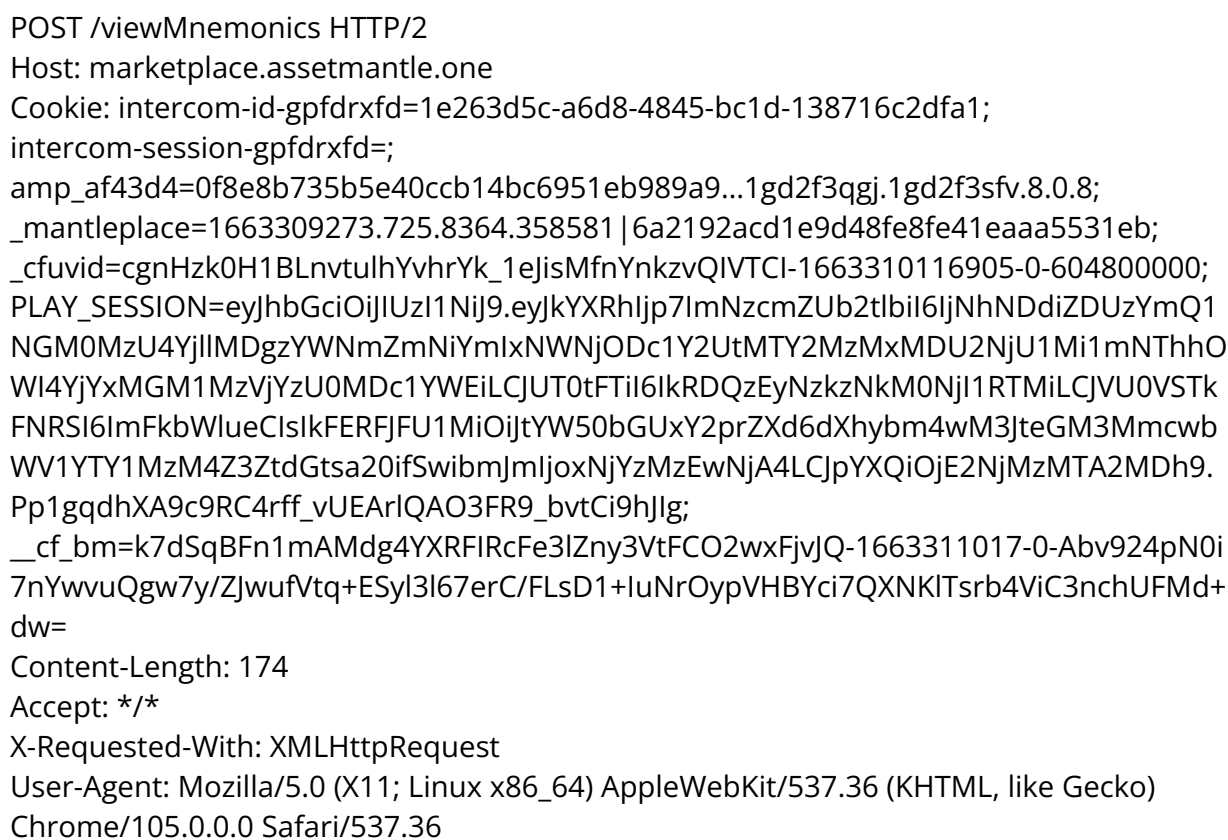 POST /viewMnemonics HTTP/2
Host: marketplace.assetmantle.one
Cookie: intercom-id-gpfdrxfd=1e263d5c-a6d8-4845-bc1d-138716c2dfa1;
intercom-session-gpfdrxfd=;
amp_af43d4=0f8e8b735b5e40ccb14bc6951eb989a9...1gd2f3qgj.1gd2f3sfv.8.0.8;
_mantleplace=1663309273.725.8364.358581|6a2192acd1e9d48fe8fe41eaaa5531eb;
_cfuvid=cgnHzk0H1BLnvtulhYvhrYk_1eJisMfnYnkzvQIVTCI-1663310116905-0-604800000;
PLAY_SESSION=eyJhbGciOiJIUzI1NiJ9.eyJkYXRhIjp7ImNzcmZUb2tlbiI6IjNhNDdiZDUzYmQ1
NGM0MzU4YjllMDgzYWNmZmNiYmIxNWNjODc1Y2UtMTY2MzMxMDU2NjU1Mi1mNThhO
WI4YjYxMGM1MzVjYzU0MDc1YWEiLCJUT0tFTiI6IkRDQzEyNzkzNkM0NjI1RTMiLCJVU0VSTk
FNRSI6ImFkbWlueCIsIkFERFJFU1MiOiJtYW50bGUxY2prZXd6dXhybm4wM3JteGM3Mmcwb
WV1YTY1MzM4Z3ZtdGtsa20ifSwibmJmIjoxNjYzMzEwNjA4LCJpYXQiOjE2NjMzMTA2MDh9.
Pp1gqdhXA9c9RC4rff_vUEArlQAO3FR9_bvtCi9hJIg;
__cf_bm=k7dSqBFn1mAMdg4YXRFIRcFe3lZny3VtFCO2wxFjvJQ-1663311017-0-Abv924pN0i
7nYwvuQgw7y/ZJwufVtq+ESyl3l67erC/FLsD1+IuNrOypVHBYci7QXNKlTsrb4ViC3nchUFMd+
dw=
Content-Length: 174
Accept: */*
X-Requested-With: XMLHttpRequest
User-Agent: Mozilla/5.0 (X11; Linux x86_64) AppleWebKit/537.36 (KHTML, like Gecko)
Chrome/105.0.0.0 Safari/537.36